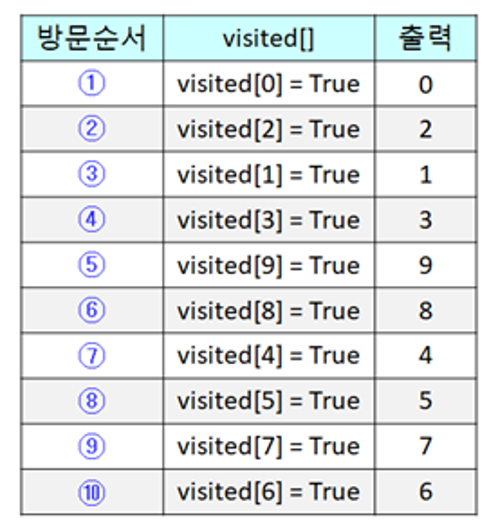 방문순서 visited[] 출력
① visited[0] = True 0
② visited[2] = True 2
③ visited[1] = True 1
④ visited[3] = True 3
⑤ visited[9] = True 9
⑥ visited[8] = True 8
⑦ visited[4] = True 4
⑧ visited[5] = True 5
⑨ visited[7] = True 7
⑩ visited[6] = True 6